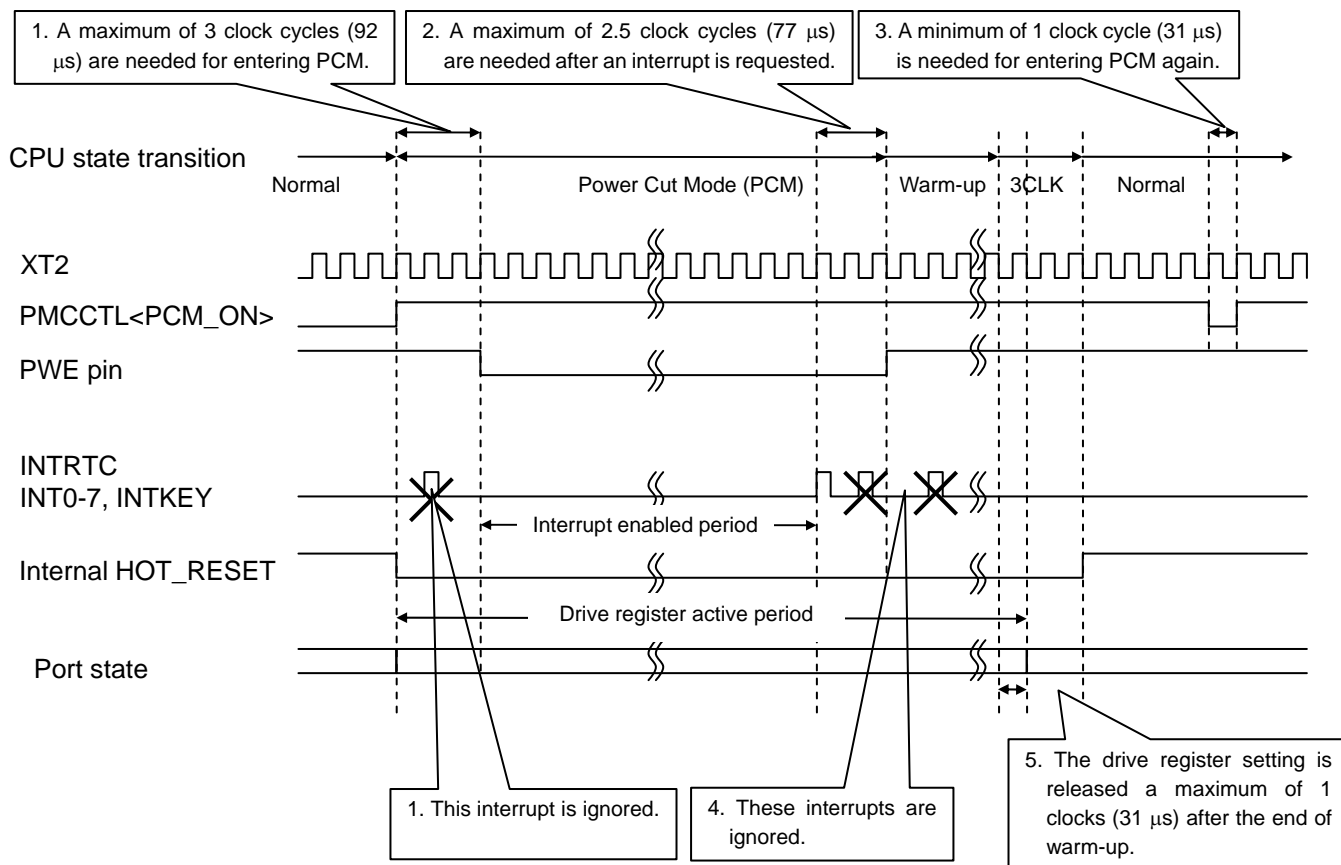 1. A maximum of 3 clock cycles (92
μs) are needed for entering PCM.
2. A maximum of 2.5 clock cycles (77 μs)
are needed after an interrupt is requested.
3. A minimum of 1 clock cycle (31 μs)
is needed for entering PCM again.
CPU state transition
Normal
Power Cut Mode (PCM)
Warm-up
3CLK
Normal
XT2
PMCCTL<PCM_ON>
PWE pin
INTRTC
INT0-7, INTKEY
Interrupt enabled period
Internal HOT_RESET
Drive register active period
Port state
1. This interrupt is ignored.
4. These interrupts are
ignored.
5. The drive register setting is
released a maximum of 1
clocks (31 μs) after the end of
warm-up.